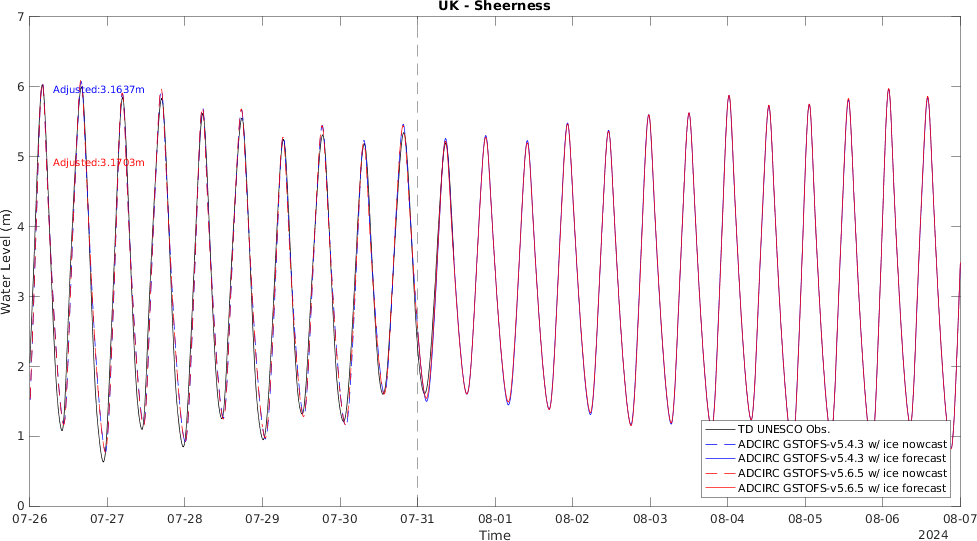 UK - Sheerness
7
6
5
4
3
2
1
0
Water Level (m)
Adjusted:3.1637m
Adjusted:3.1703m
TD UNESCO Obs.
ADCIRC GSTOFS-v5.4.3 w/ ice nowcast
ADCIRC GSTOFS-v5.4.3 w/ ice forecast
ADCIRC GSTOFS-v5.6.5 w/ ice nowcast
ADCIRC GSTOFS-v5.6.5 w/ ice forecast
07-26 07-27 07-28 07-29 07-30 07-31 08-01 08-02 08-03 08-04 08-05 08-06 08-07
Time
2024